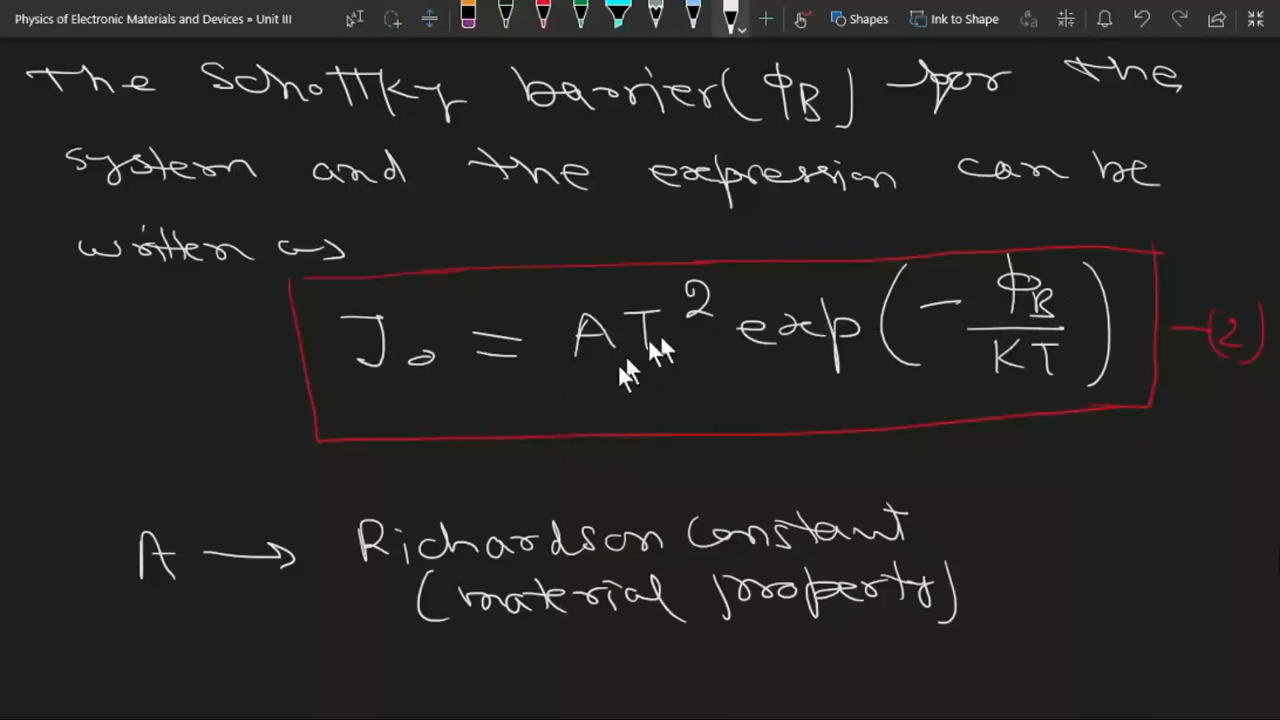 Physics of Electronic Materials and Devices » Unit III
Shapes
Ink to Shape
The Schottky barrier(ϕB) for the
system and the expression can be
written as
J₀ = AT² exp(-ϕB/KT) -(2)
A → Richardson constant
(material property)